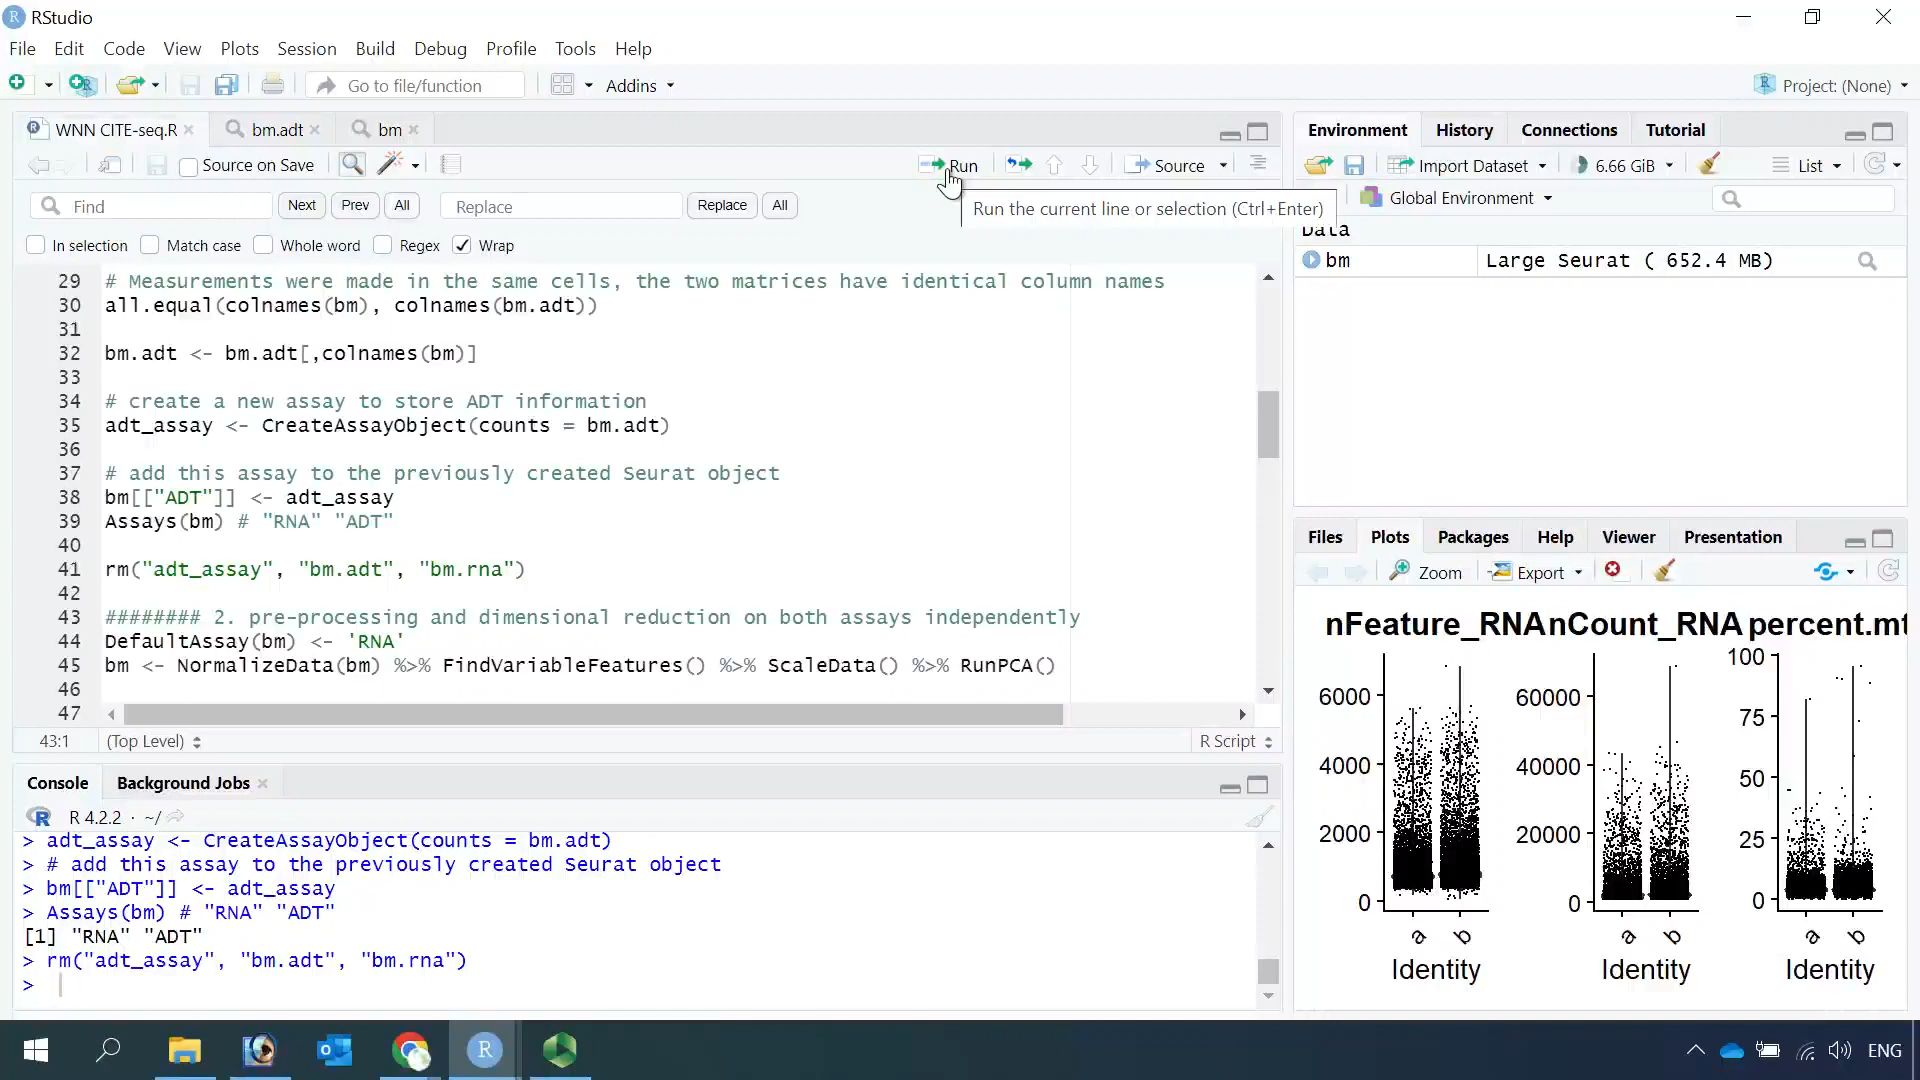 RStudio
File Edit Code View Plots Session Build Debug Profile Tools Help
Go to file/function Addins Project: (None)
WNN CITE-seq.R bm.adt bm
Source on Save Run Source
Find Next Prev All Replace Replace All
Run the current line or selection (Ctrl+Enter)
In selection Match case Whole word Regex Wrap
29 # Measurements were made in the same cells, the two matrices have identical column names
30 all.equal(colnames(bm), colnames(bm.adt))
31
32 bm.adt <- bm.adt[,colnames(bm)]
33
34 # create a new assay to store ADT information
35 adt_assay <- CreateAssayObject(counts = bm.adt)
36
37 # add this assay to the previously created Seurat object
38 bm[["ADT"]] <- adt_assay
39 Assays(bm) # "RNA" "ADT"
40
41 rm("adt_assay", "bm.adt", "bm.rna")
42
43 ######## 2. pre-processing and dimensional reduction on both assays independently
44 DefaultAssay(bm) <- 'RNA'
45 bm <- NormalizeData(bm) %>% FindVariableFeatures() %>% ScaleData() %>% RunPCA()
46
47
43:1 (Top Level) R Script
Console Background Jobs
R 4.2.2 · ~/
> adt_assay <- CreateAssayObject(counts = bm.adt)
> # add this assay to the previously created Seurat object
> bm[["ADT"]] <- adt_assay
> Assays(bm) # "RNA" "ADT"
[1] "RNA" "ADT"
> rm("adt_assay", "bm.adt", "bm.rna")
>
Environment History Connections Tutorial
Import Dataset 6.66 GiB List
Global Environment
Data
bm Large Seurat ( 652.4 MB)
Files Plots Packages Help Viewer Presentation
Zoom Export
nFeature_RNA nCount_RNA percent.mt
6000
4000
2000
0
a b
Identity
60000
40000
20000
0
a b
Identity
100
75
50
25
0
a b
Identity
ENG